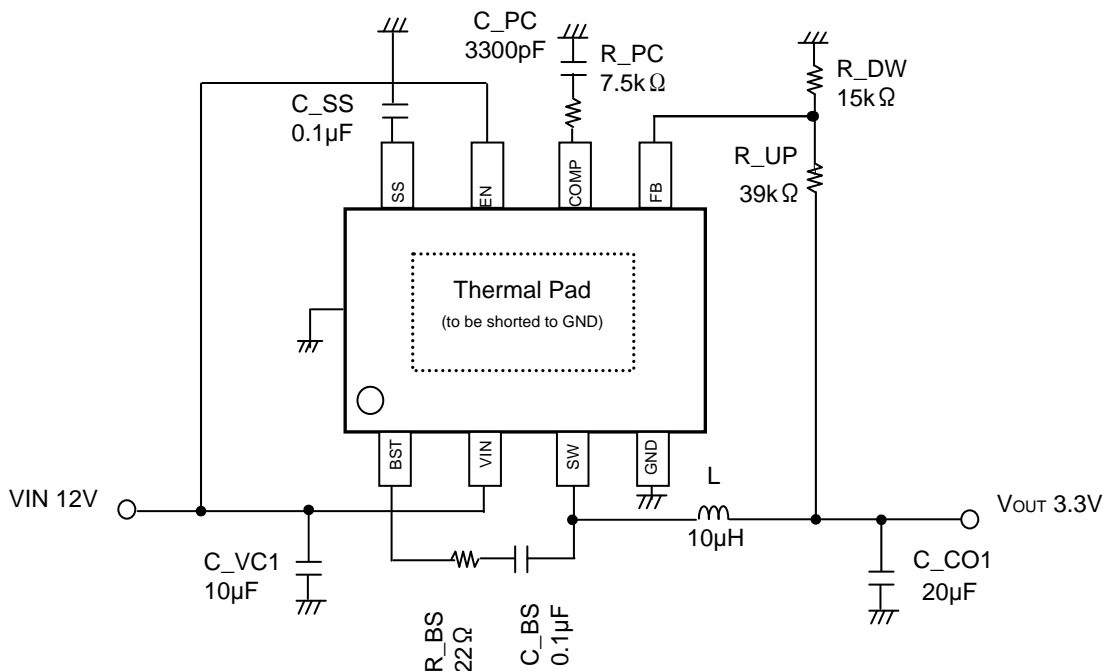 C_PC
3300pF
R_PC
7.5kΩ
R_DW
15kΩ
C_SS
0.1µF
R_UP
39kΩ
SS
EN
COMP
FB
Thermal Pad
(to be shorted to GND)
BST
VIN
SW
GND
L
10µH
VIN 12V
VOUT 3.3V
C_VC1
10µF
C_CO1
20µF
R_BS
22Ω
C_BS
0.1µF